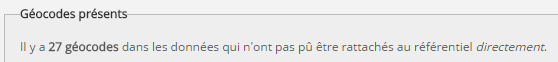 Géocodes présents
Il y a 27 géocodes dans les données qui n'ont pas pû être rattachés au référentiel directement.